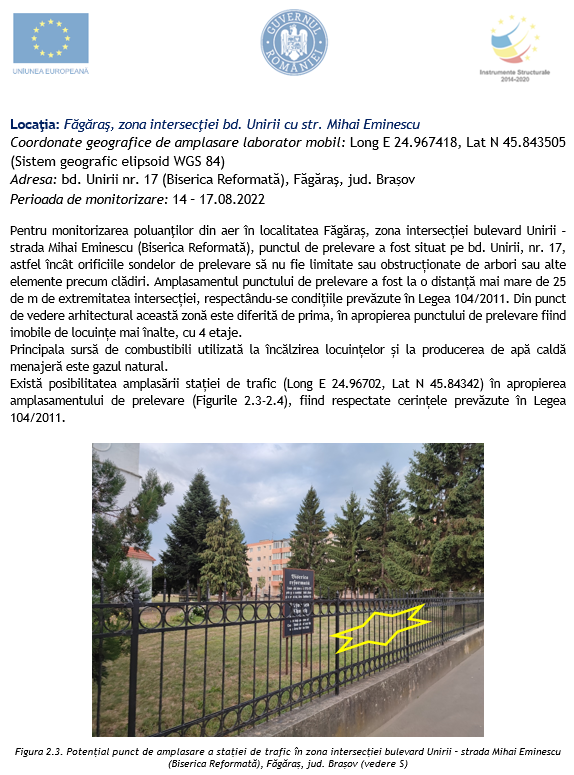 UNIUNEA EUROPEANĂ
GUVERNUL ROMÂNIEI
Instrumente Structurale
2014-2020
Locaţia: Făgăraş, zona intersecției bd. Unirii cu str. Mihai Eminescu
Coordonate geografice de amplasare laborator mobil: Long E 24.967418, Lat N 45.843505
(Sistem geografic elipsoid WGS 84)
Adresa: bd. Unirii nr. 17 (Biserica Reformată), Făgăraş, jud. Brașov
Perioada de monitorizare: 14 – 17.08.2022
Pentru monitorizarea poluanților din aer în localitatea Făgăraș, zona intersecției bulevard Unirii –
strada Mihai Eminescu (Biserica Reformată), punctul de prelevare a fost situat pe bd. Unirii, nr. 17,
astfel încât orificiile sondelor de prelevare să nu fie limitate sau obstrucționate de arbori sau alte
elemente precum clădiri. Amplasamentul punctului de prelevare a fost la o distanță mai mare de 25
de m de extremitatea intersecției, respectându-se condițiile prevăzute în Legea 104/2011. Din punct
de vedere arhitectural această zonă este diferită de prima, în apropierea punctului de prelevare fiind
imobile de locuințe mai înalte, cu 4 etaje.
Principala sursă de combustibili utilizată la încălzirea locuințelor și la producerea de apă caldă
menajeră este gazul natural.
Există posibilitatea amplasării stației de trafic (Long E 24.96702, Lat N 45.84342) în apropierea
amplasamentului de prelevare (Figurile 2.3-2.4), fiind respectate cerințele prevăzute în Legea
104/2011.
Biserica
reformată
Figura 2.3. Potențial punct de amplasare a stației de trafic în zona intersecției bulevard Unirii – strada Mihai Eminescu
(Biserica Reformată), Făgăraș, jud. Brașov (vedere S)